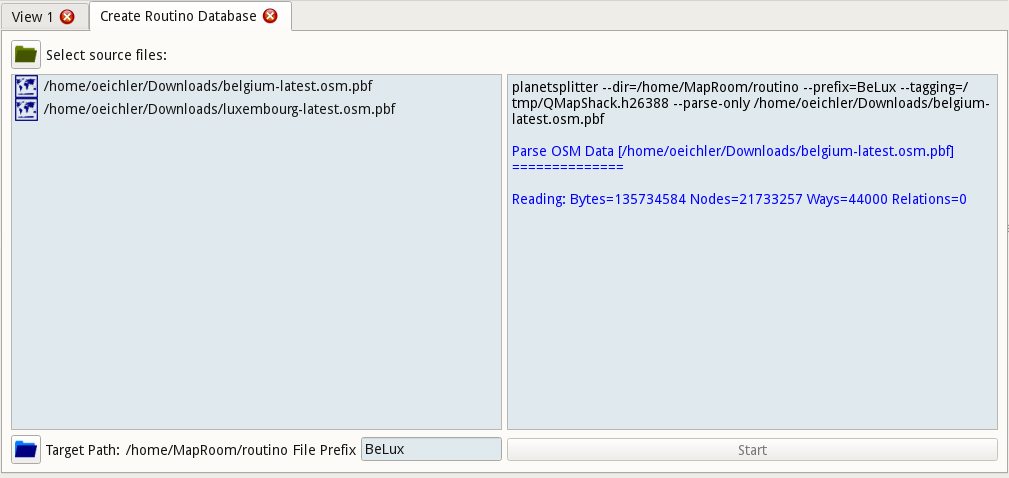 View 1
Create Routino Database
Select source files:
/home/oeichler/Downloads/belgium-latest.osm.pbf
/home/oeichler/Downloads/luxembourg-latest.osm.pbf
planetsplitter --dir=/home/MapRoom/routino --prefix=BeLux --tagging=/
tmp/QMapShack.h26388 --parse-only /home/oeichler/Downloads/belgium-
latest.osm.pbf
Parse OSM Data [/home/oeichler/Downloads/belgium-latest.osm.pbf]
==============
Reading: Bytes=135734584 Nodes=21733257 Ways=44000 Relations=0
Target Path: /home/MapRoom/routino File Prefix BeLux
Start